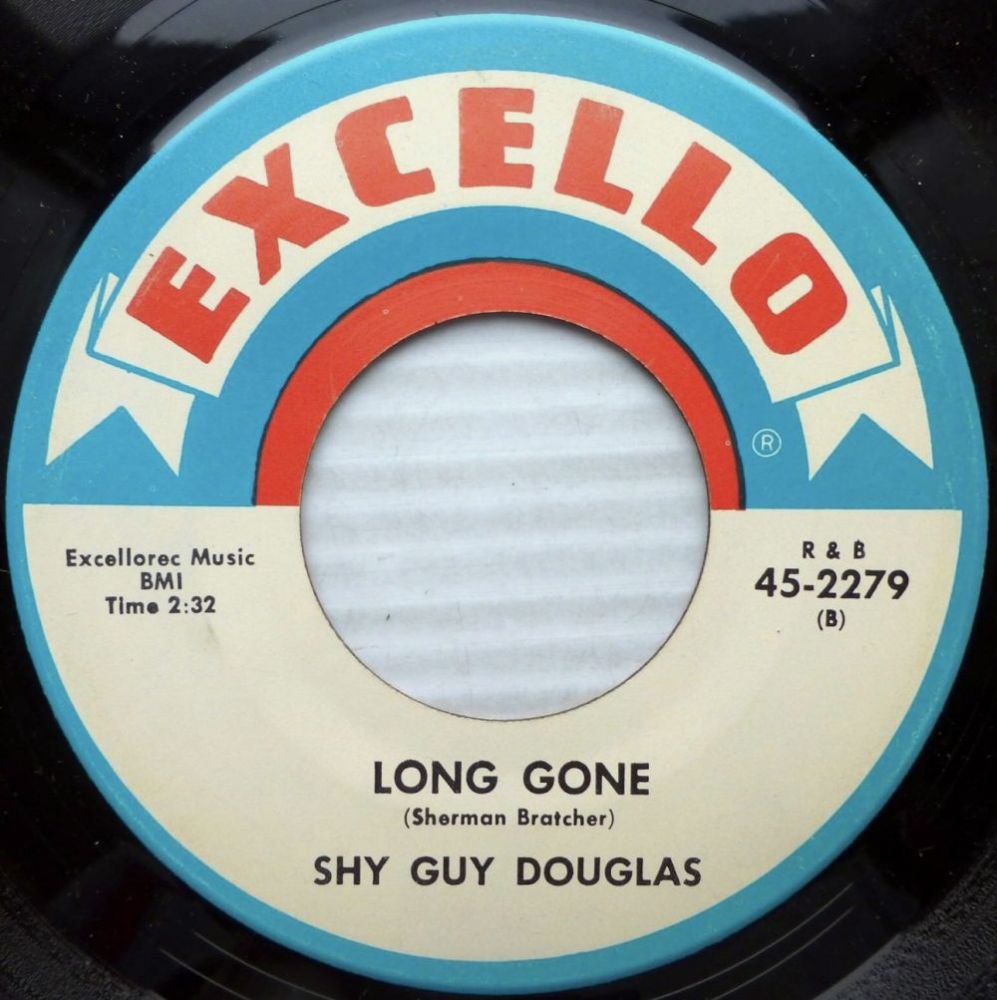 EXCELLO
®
Excellorec Music
BMI
Time 2:32
R & B
45-2279
(B)
LONG GONE
(Sherman Bratcher)
SHY GUY DOUGLAS